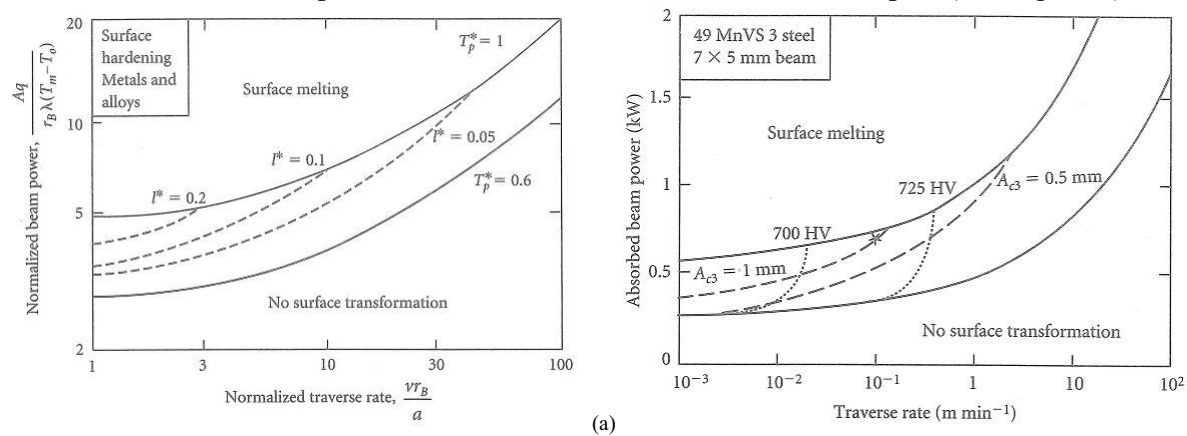 20
10
5
2
Normalized beam power, Aq / r_B λ(T_m−T_o)
Surface
hardening
Metals and
alloys
Surface melting
T_p^* = 1
l^* = 0.2
l^* = 0.1
l^* = 0.05
T_p^* = 0.6
No surface transformation
1 3 10 30 100
Normalized traverse rate, vr_B / a
(a)
2
1.5
1
0.5
0
Absorbed beam power (kW)
49 MnVS 3 steel
7 × 5 mm beam
Surface melting
725 HV
A_c3 = 0.5 mm
700 HV
A_c3 = 1 mm
No surface transformation
10^−3 10^−2 10^−1 1 10 10^2
Traverse rate (m min^−1)